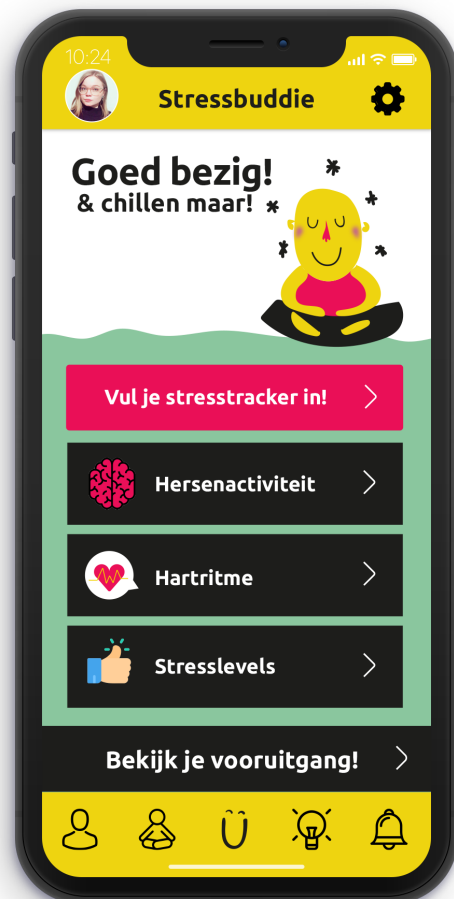 10:24
Stressbuddie
Goed bezig!
& chillen maar!
Vul je stresstracker in!
Hersenactiviteit
Hartritme
Stresslevels
Bekijk je vooruitgang!